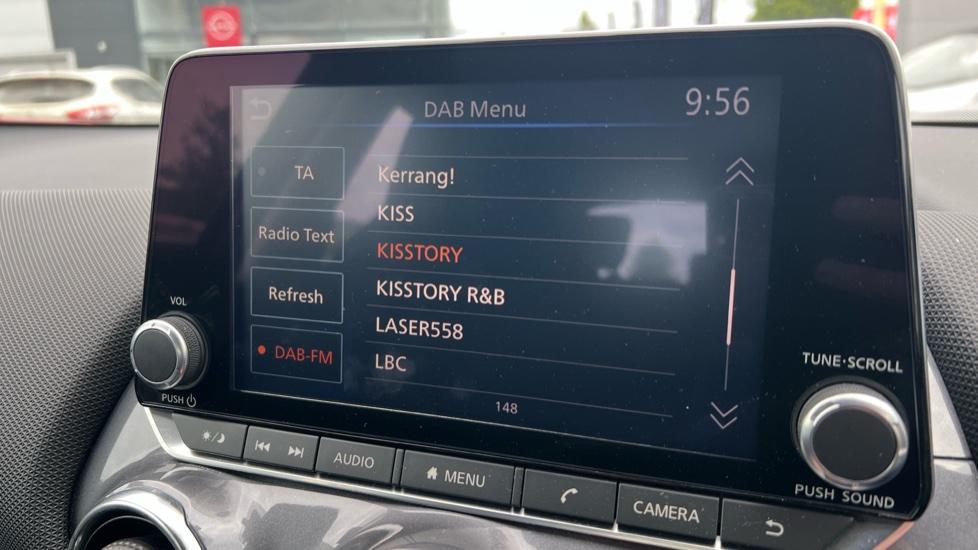 DAB Menu
9:56
TA
Radio Text
Refresh
DAB-FM
Kerrang!
KISS
KISSTORY
KISSTORY R&B
LASER558
LBC
148
VOL
PUSH
TUNE·SCROLL
PUSH SOUND
AUDIO
MENU
CAMERA